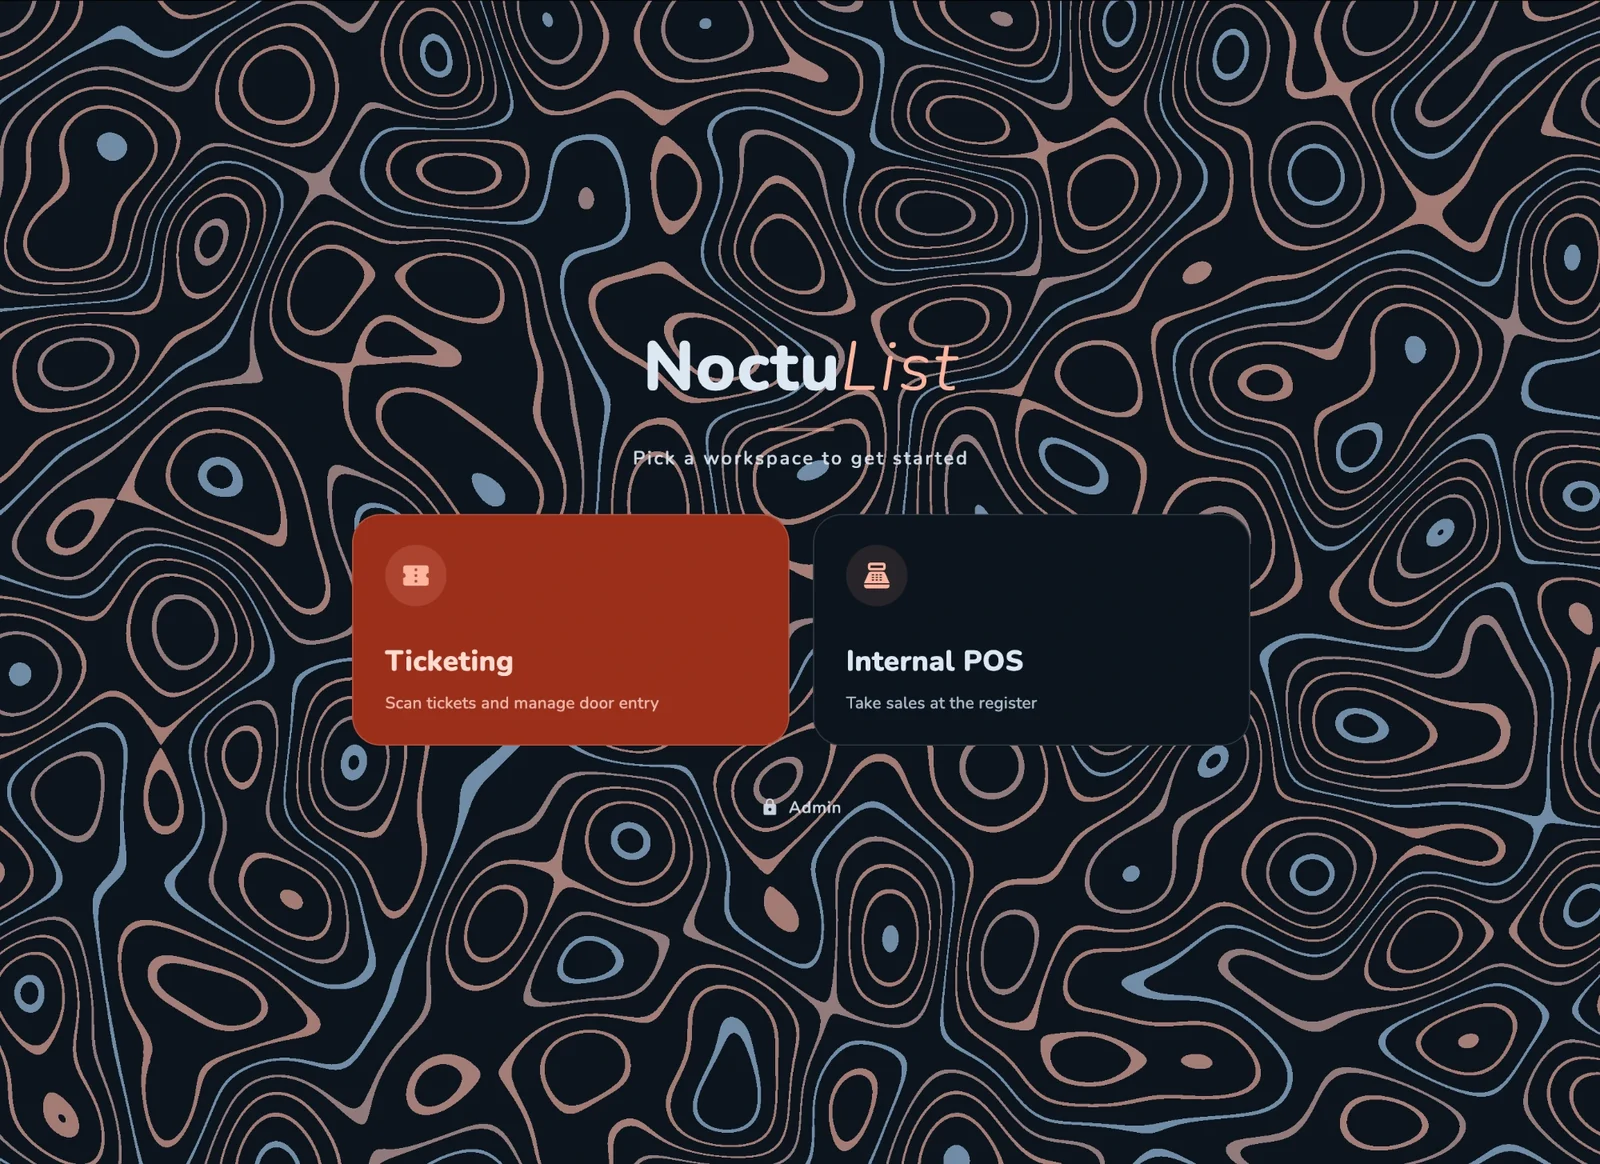 NoctuList
Pick a workspace to get started
Ticketing
Scan tickets and manage door entry
Internal POS
Take sales at the register
Admin